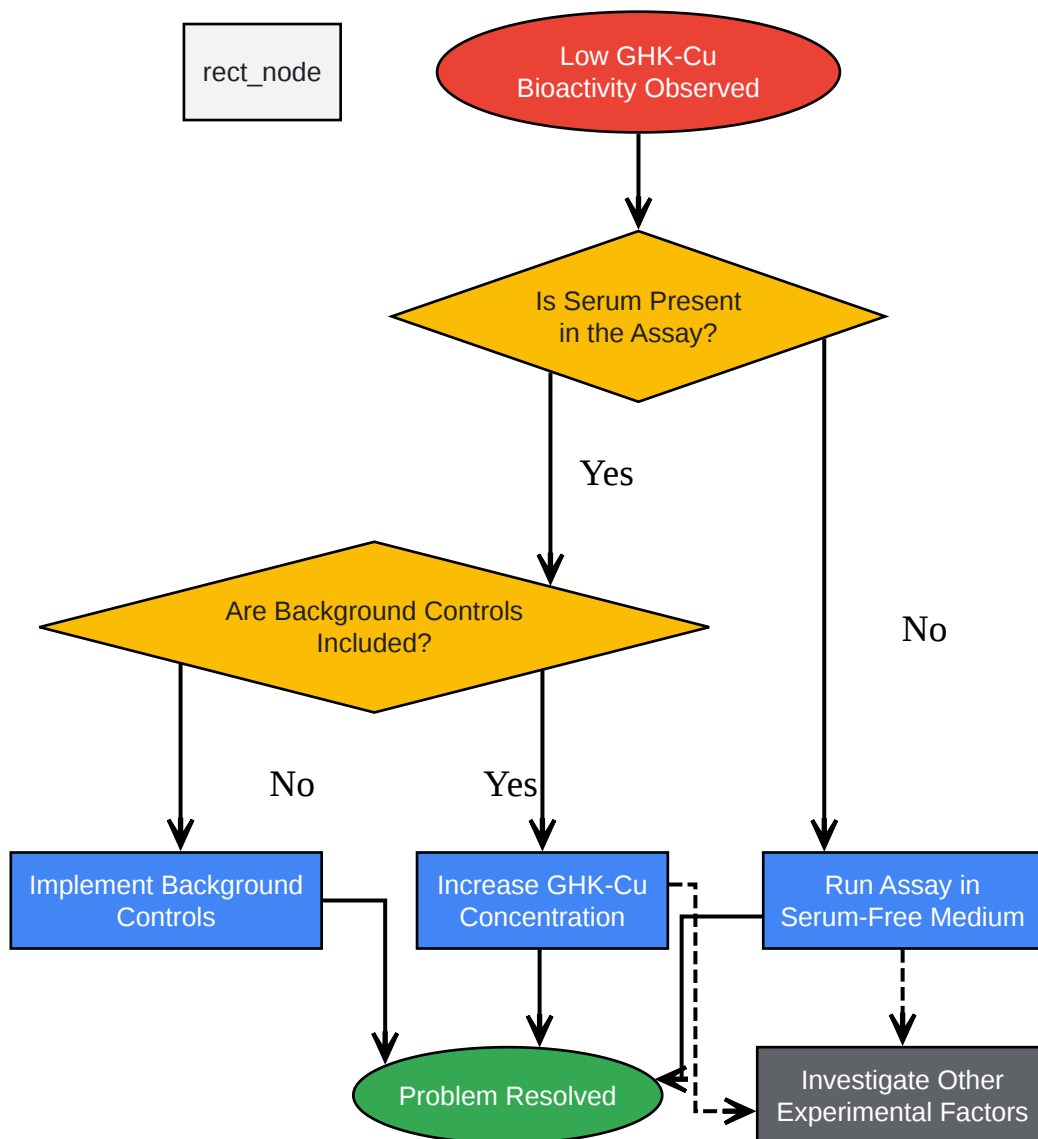 rect_node
Low GHK-Cu
Bioactivity Observed
Is Serum Present
in the Assay?
Yes
Are Background Controls
Included?
No
No
Yes
Implement Background
Controls
Increase GHK-Cu
Concentration
Run Assay in
Serum-Free Medium
Problem Resolved
Investigate Other
Experimental Factors